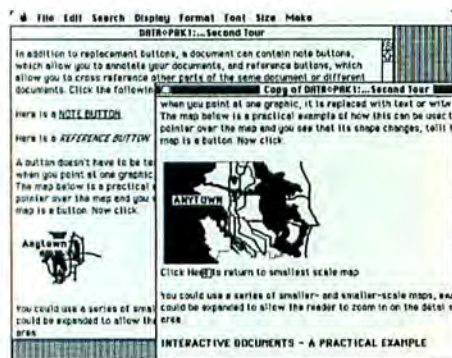 File Edit Search Display Format Font Size Make
DATA◇PAK1:...Second Tour
In addition to replacement buttons, a document can contain note buttons,
which allow you to annotate your documents, and reference buttons, which
allow you to cross reference other parts of the same document or different
documents. Click the followin
Here is a NOTE BUTTON.
Here is a REFERENCE BUTTON
A button doesn't have to be te
when you point at one graphic
The map below is a practical e
pointer over the map and you s
map is a button. Now click.
Anytown
You could use a series of smal
could be expanded to allow the
area
Copy of DATA◇PAK1:...Second Tour
when you point at one graphic, it is replaced with text or
The map below is a practical example of how this can be used
pointer over the map and you see that its shape changes,
map is a button. Now click.
ANYTOWN
Click Here to return to smallest scale map
You could use a series of smaller- and smaller-scale maps,
could be expanded to allow the reader to zoom in on the detail
area
INTERACTIVE DOCUMENTS - A PRACTICAL EXAMPLE